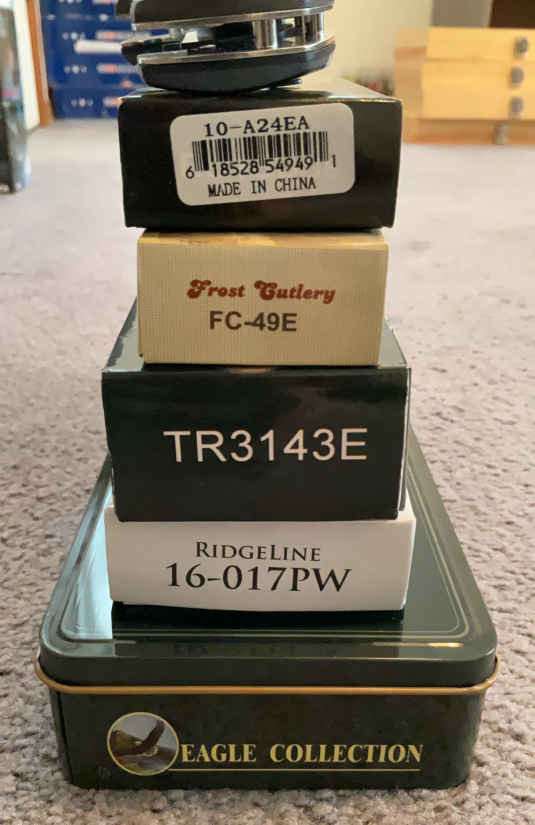 10-A24EA
6 18528 54949 1
MADE IN CHINA
Frost Cutlery
FC-49E
TR3143E
RIDGELINE
16-017PW
EAGLE COLLECTION